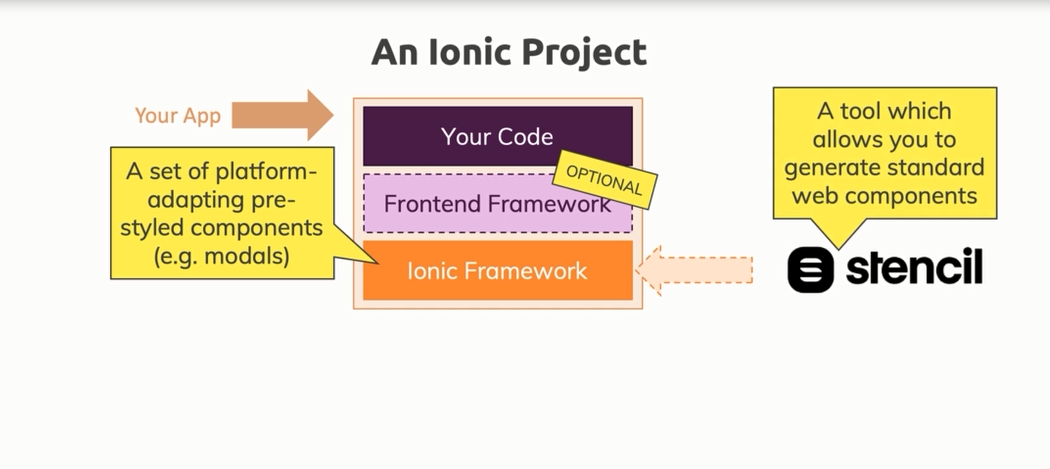 An Ionic Project
Your App
Your Code
OPTIONAL
Frontend Framework
Ionic Framework
A set of platform-
adapting pre-
styled components
(e.g. modals)
A tool which
allows you to
generate standard
web components
stencil